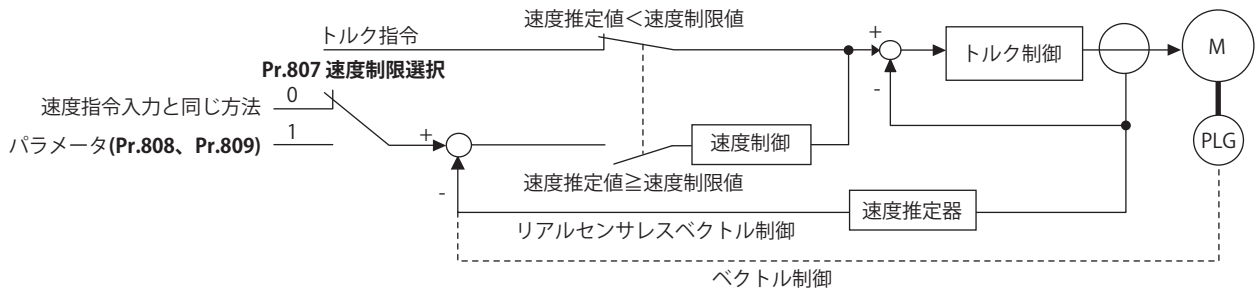 速度推定値＜速度制限値
トルク指令
Pr.807 速度制限選択
速度指令入力と同じ方法
0
パラメータ(Pr.808、Pr.809)
1
+
-
速度制御
速度推定値≧速度制限値
+
-
トルク制御
M
PLG
速度推定器
リアルセンサレスベクトル制御
ベクトル制御